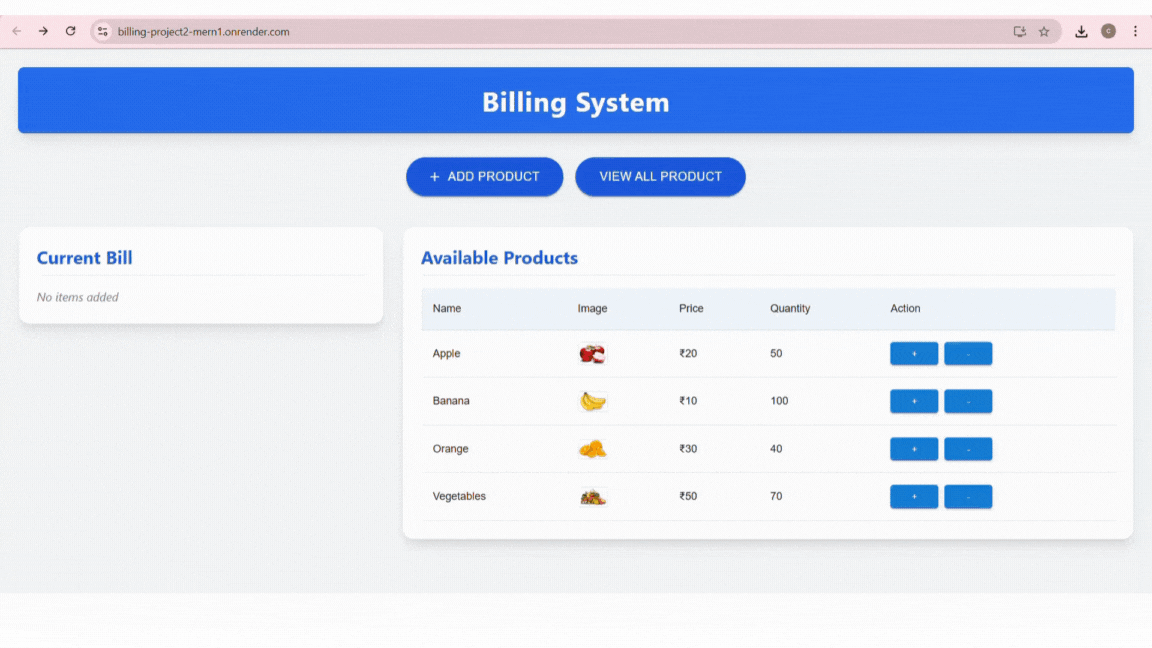 billing-project2-mern1.onrender.com
C
Billing System
+ ADD PRODUCT
VIEW ALL PRODUCT
Current Bill
No items added
Available Products
Name Image Price Quantity Action
Apple ₹20 50 + -
Banana ₹10 100 + -
Orange ₹30 40 + -
Vegetables ₹50 70 + -